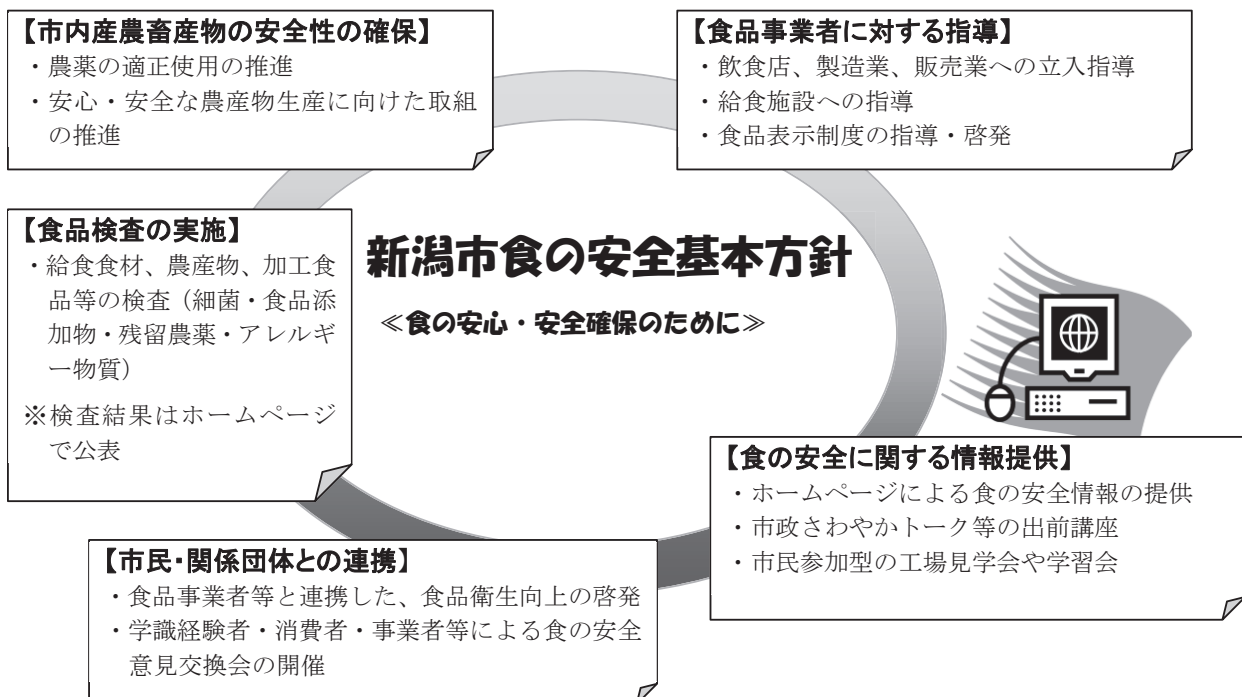 【市内産農畜産物の安全性の確保】
・農薬の適正使用の推進
・安心・安全な農産物生産に向けた取組
の推進
【食品事業者に対する指導】
・飲食店、製造業、販売業への立入指導
・給食施設への指導
・食品表示制度の指導・啓発
【食品検査の実施】
・給食食材、農産物、加工食
品等の検査（細菌・食品添
加物・残留農薬・アレルギ
ー物質）
※検査結果はホームページ
で公表
新潟市食の安全基本方針
≪食の安心・安全確保のために≫
【食の安全に関する情報提供】
・ホームページによる食の安全情報の提供
・市政さわやかトーク等の出前講座
・市民参加型の工場見学会や学習会
【市民・関係団体との連携】
・食品事業者等と連携した、食品衛生向上の啓発
・学識経験者・消費者・事業者等による食の安全
意見交換会の開催